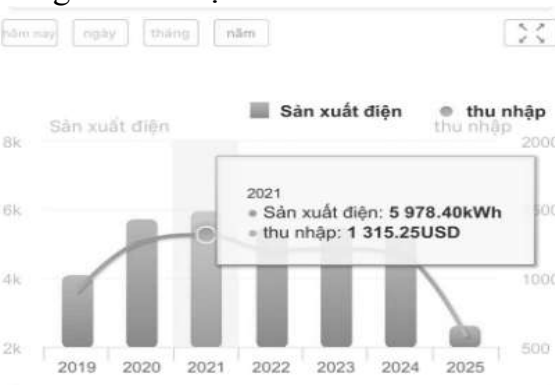 năm nay ngày tháng năm
Sản xuất điện thu nhập
Sản xuất điện thu nhập
8k 2000
2021
Sản xuất điện: 5 978.40kWh
thu nhập: 1 315.25USD
6k
4k 1000
2k 500
2019 2020 2021 2022 2023 2024 2025